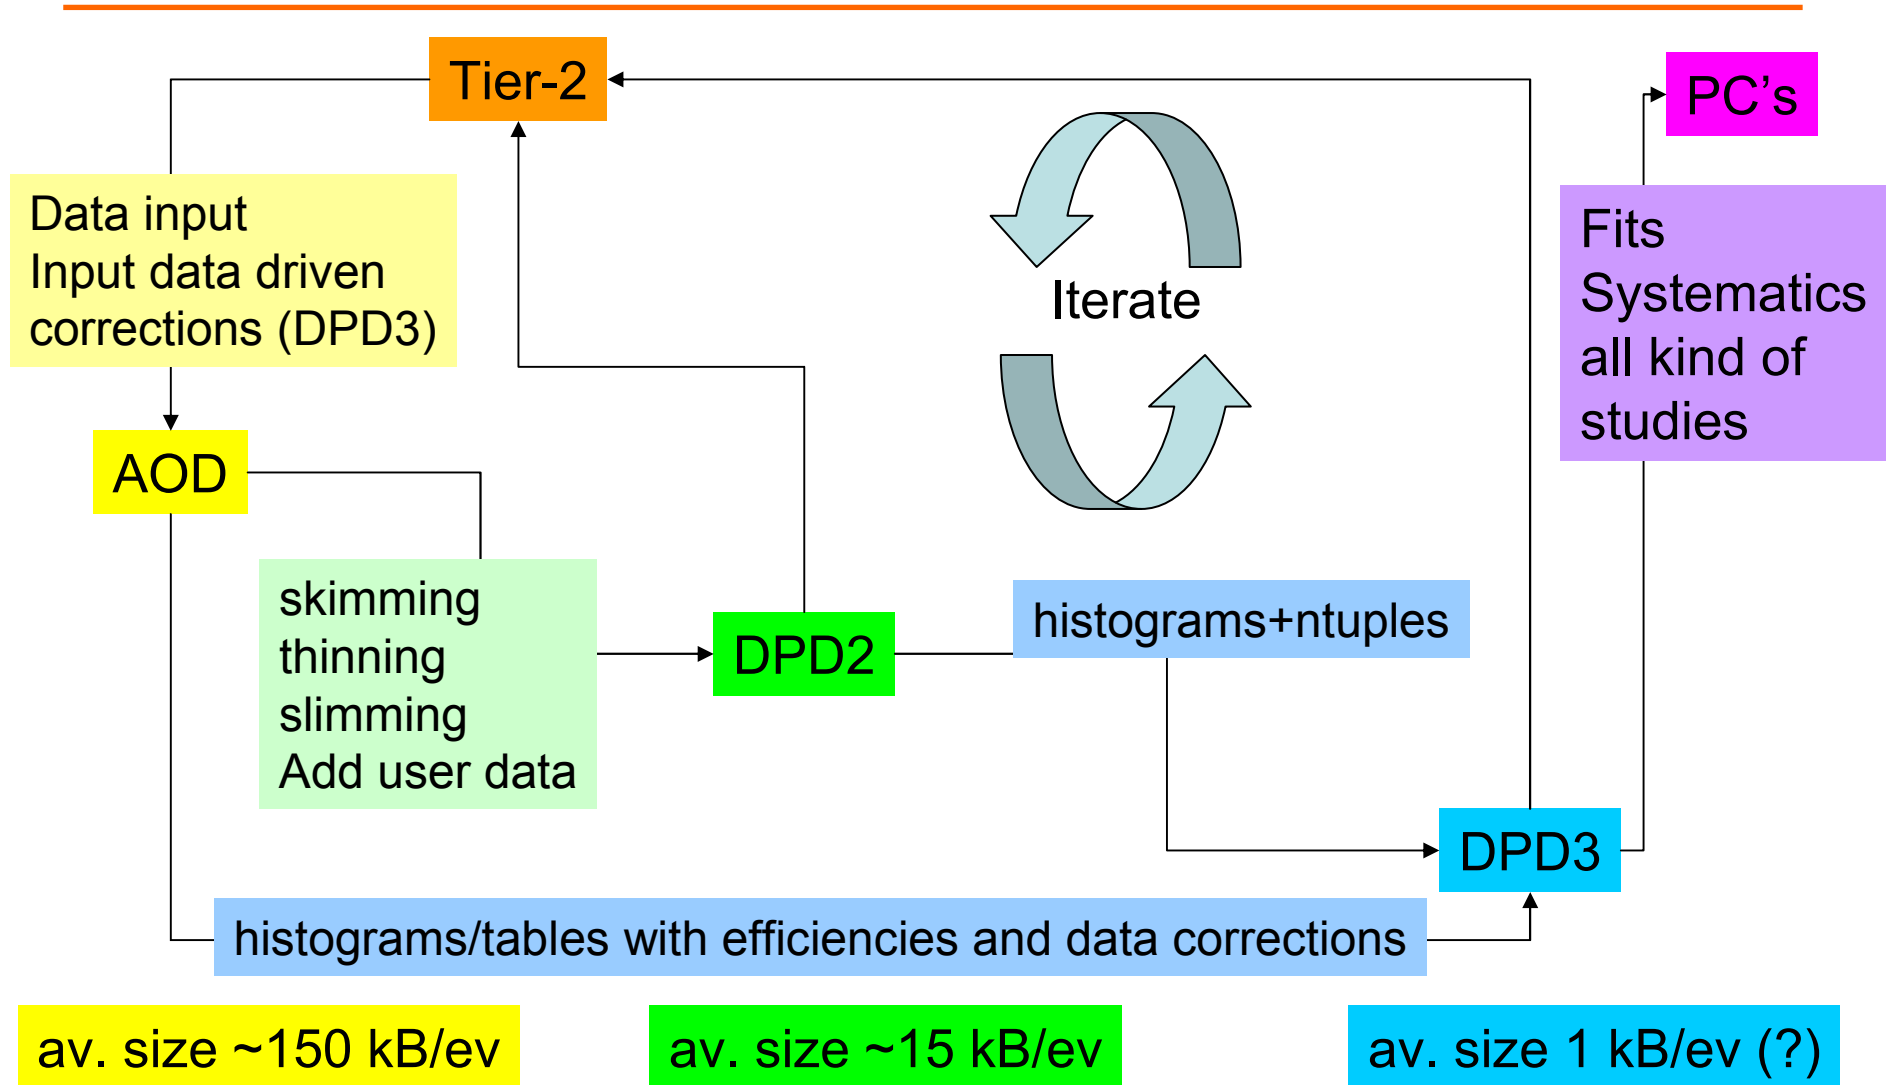 Tier-2
PC’s
Data input
Input data driven
corrections (DPD3)
Fits
Systematics
all kind of
studies
Iterate
AOD
skimming
thinning
slimming
Add user data
DPD2
histograms+ntuples
DPD3
histograms/tables with efficiencies and data corrections
av. size ~150 kB/ev
av. size ~15 kB/ev
av. size 1 kB/ev (?)